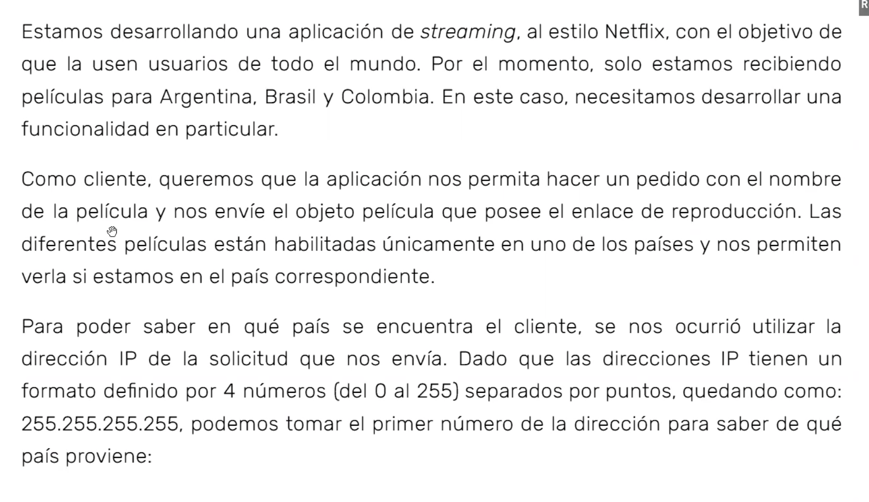 R
Estamos desarrollando una aplicación de streaming, al estilo Netflix, con el objetivo de
que la usen usuarios de todo el mundo. Por el momento, solo estamos recibiendo
películas para Argentina, Brasil y Colombia. En este caso, necesitamos desarrollar una
funcionalidad en particular.
Como cliente, queremos que la aplicación nos permita hacer un pedido con el nombre
de la película y nos envíe el objeto película que posee el enlace de reproducción. Las
diferentes películas están habilitadas únicamente en uno de los países y nos permiten
verla si estamos en el país correspondiente.
Para poder saber en qué país se encuentra el cliente, se nos ocurrió utilizar la
dirección IP de la solicitud que nos envía. Dado que las direcciones IP tienen un
formato definido por 4 números (del 0 al 255) separados por puntos, quedando como:
255.255.255.255, podemos tomar el primer número de la dirección para saber de qué
país proviene: